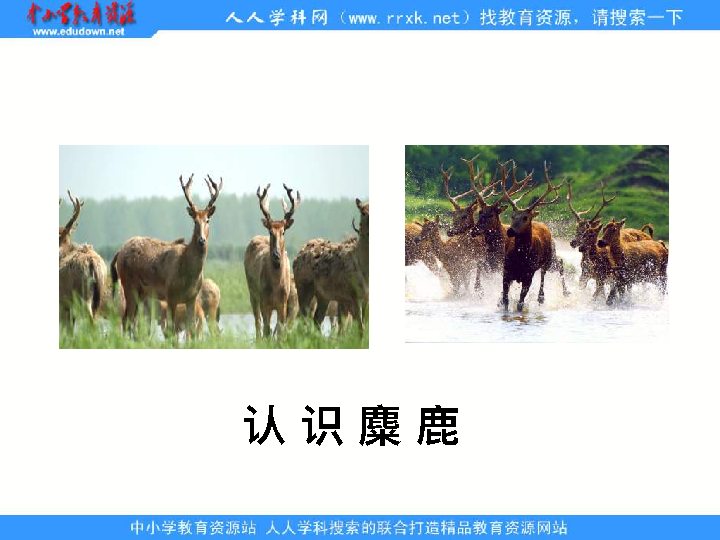 中小学教育资源
www.edudown.net
人人学科网（www.rrxk.net）找教育资源，请搜索一下
认识麋鹿
中小学教育资源站 人人学科搜索的联合打造精品教育资源网站